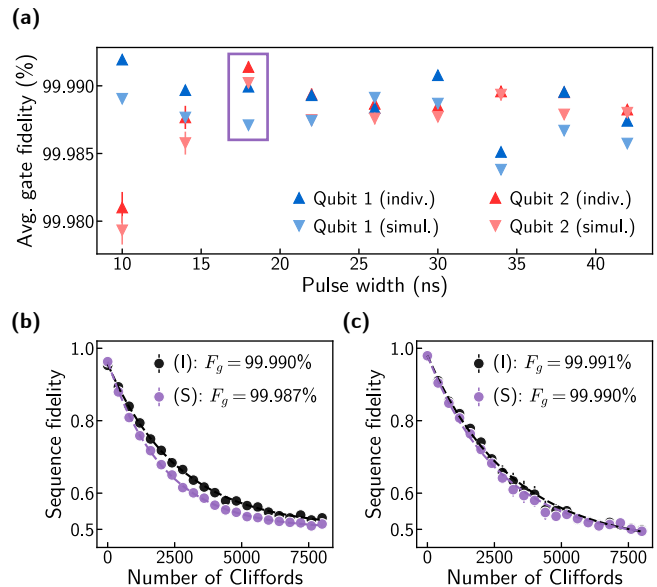 (a)
Avg. gate fidelity (%)
99.990
99.985
99.980
Qubit 1 (indiv.)
Qubit 2 (indiv.)
Qubit 1 (simul.)
Qubit 2 (simul.)
10 15 20 25 30 35 40
Pulse width (ns)
(b)
Sequence fidelity
1.0
0.8
0.6
0.5
(I): F_g = 99.990%
(S): F_g = 99.987%
0 2500 5000 7500
Number of Cliffords
(c)
Sequence fidelity
1.0
0.8
0.6
0.5
(I): F_g = 99.991%
(S): F_g = 99.990%
0 2500 5000 7500
Number of Cliffords